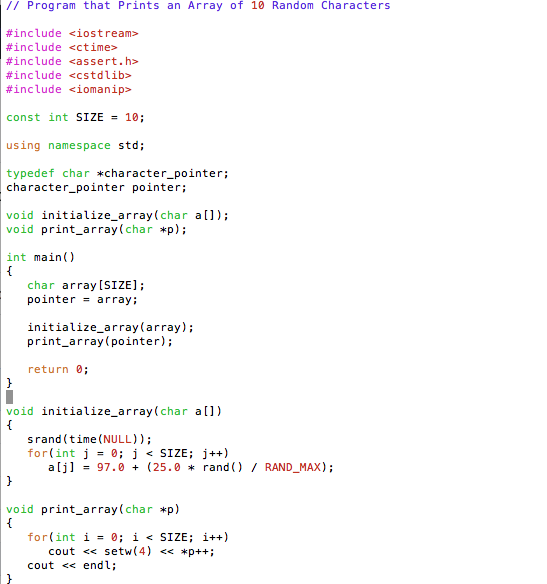 // Program that Prints an Array of 10 Random Characters
#include <iostream>
#include <ctime>
#include <assert.h>
#include <cstdlib>
#include <iomanip>
const int SIZE = 10;
using namespace std;
typedef char *character_pointer;
character_pointer pointer;
void initialize_array(char a[]);
void print_array(char *p);
int main()
{
   char array[SIZE];
   pointer = array;
   initialize_array(array);
   print_array(pointer);
   return 0;
}
void initialize_array(char a[])
{
   srand(time(NULL));
   for(int j = 0; j < SIZE; j++)
      a[j] = 97.0 + (25.0 * rand() / RAND_MAX);
}
void print_array(char *p)
{
   for(int i = 0; i < SIZE; i++)
      cout << setw(4) << *p++;
   cout << endl;
}